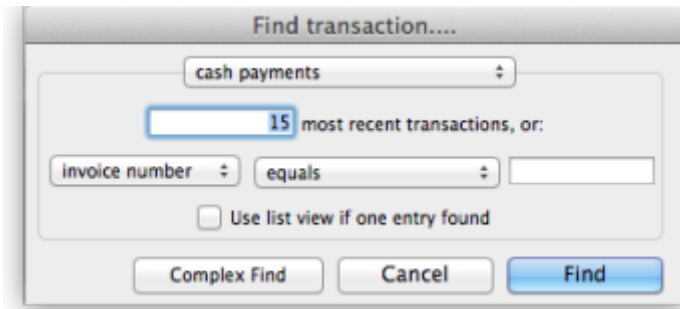 Find transaction....
cash payments
15 most recent transactions, or:
invoice number equals
Use list view if one entry found
Complex Find Cancel Find